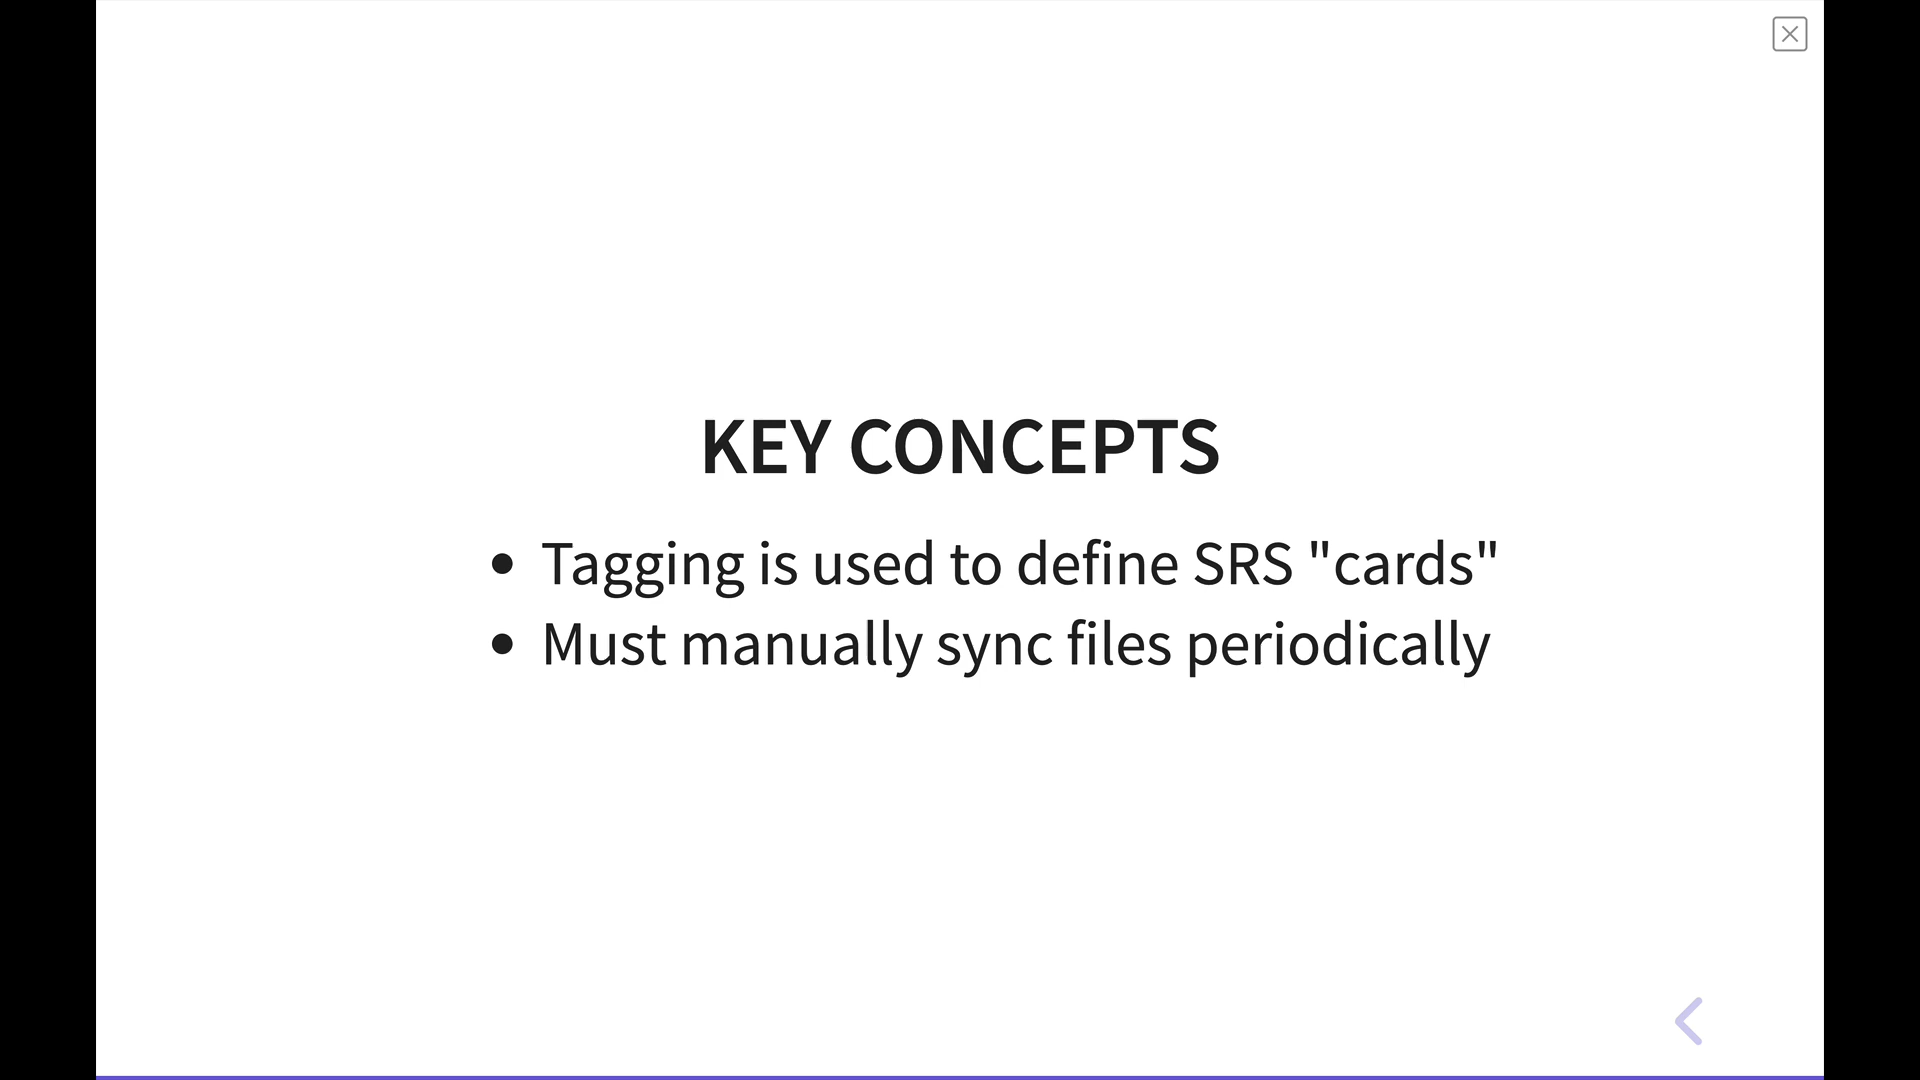 KEY CONCEPTS
Tagging is used to define SRS "cards"
Must manually sync files periodically